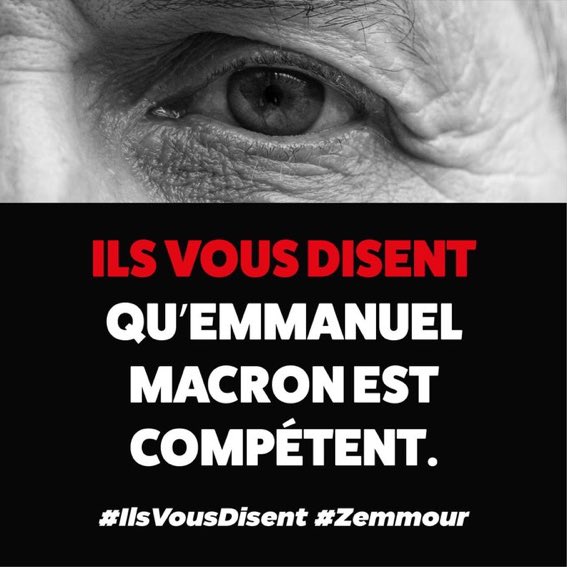 ILS VOUS DISENT
QU'EMMANUEL
MACRON EST
COMPÉTENT.
#IlsVousDisent #Zemmour